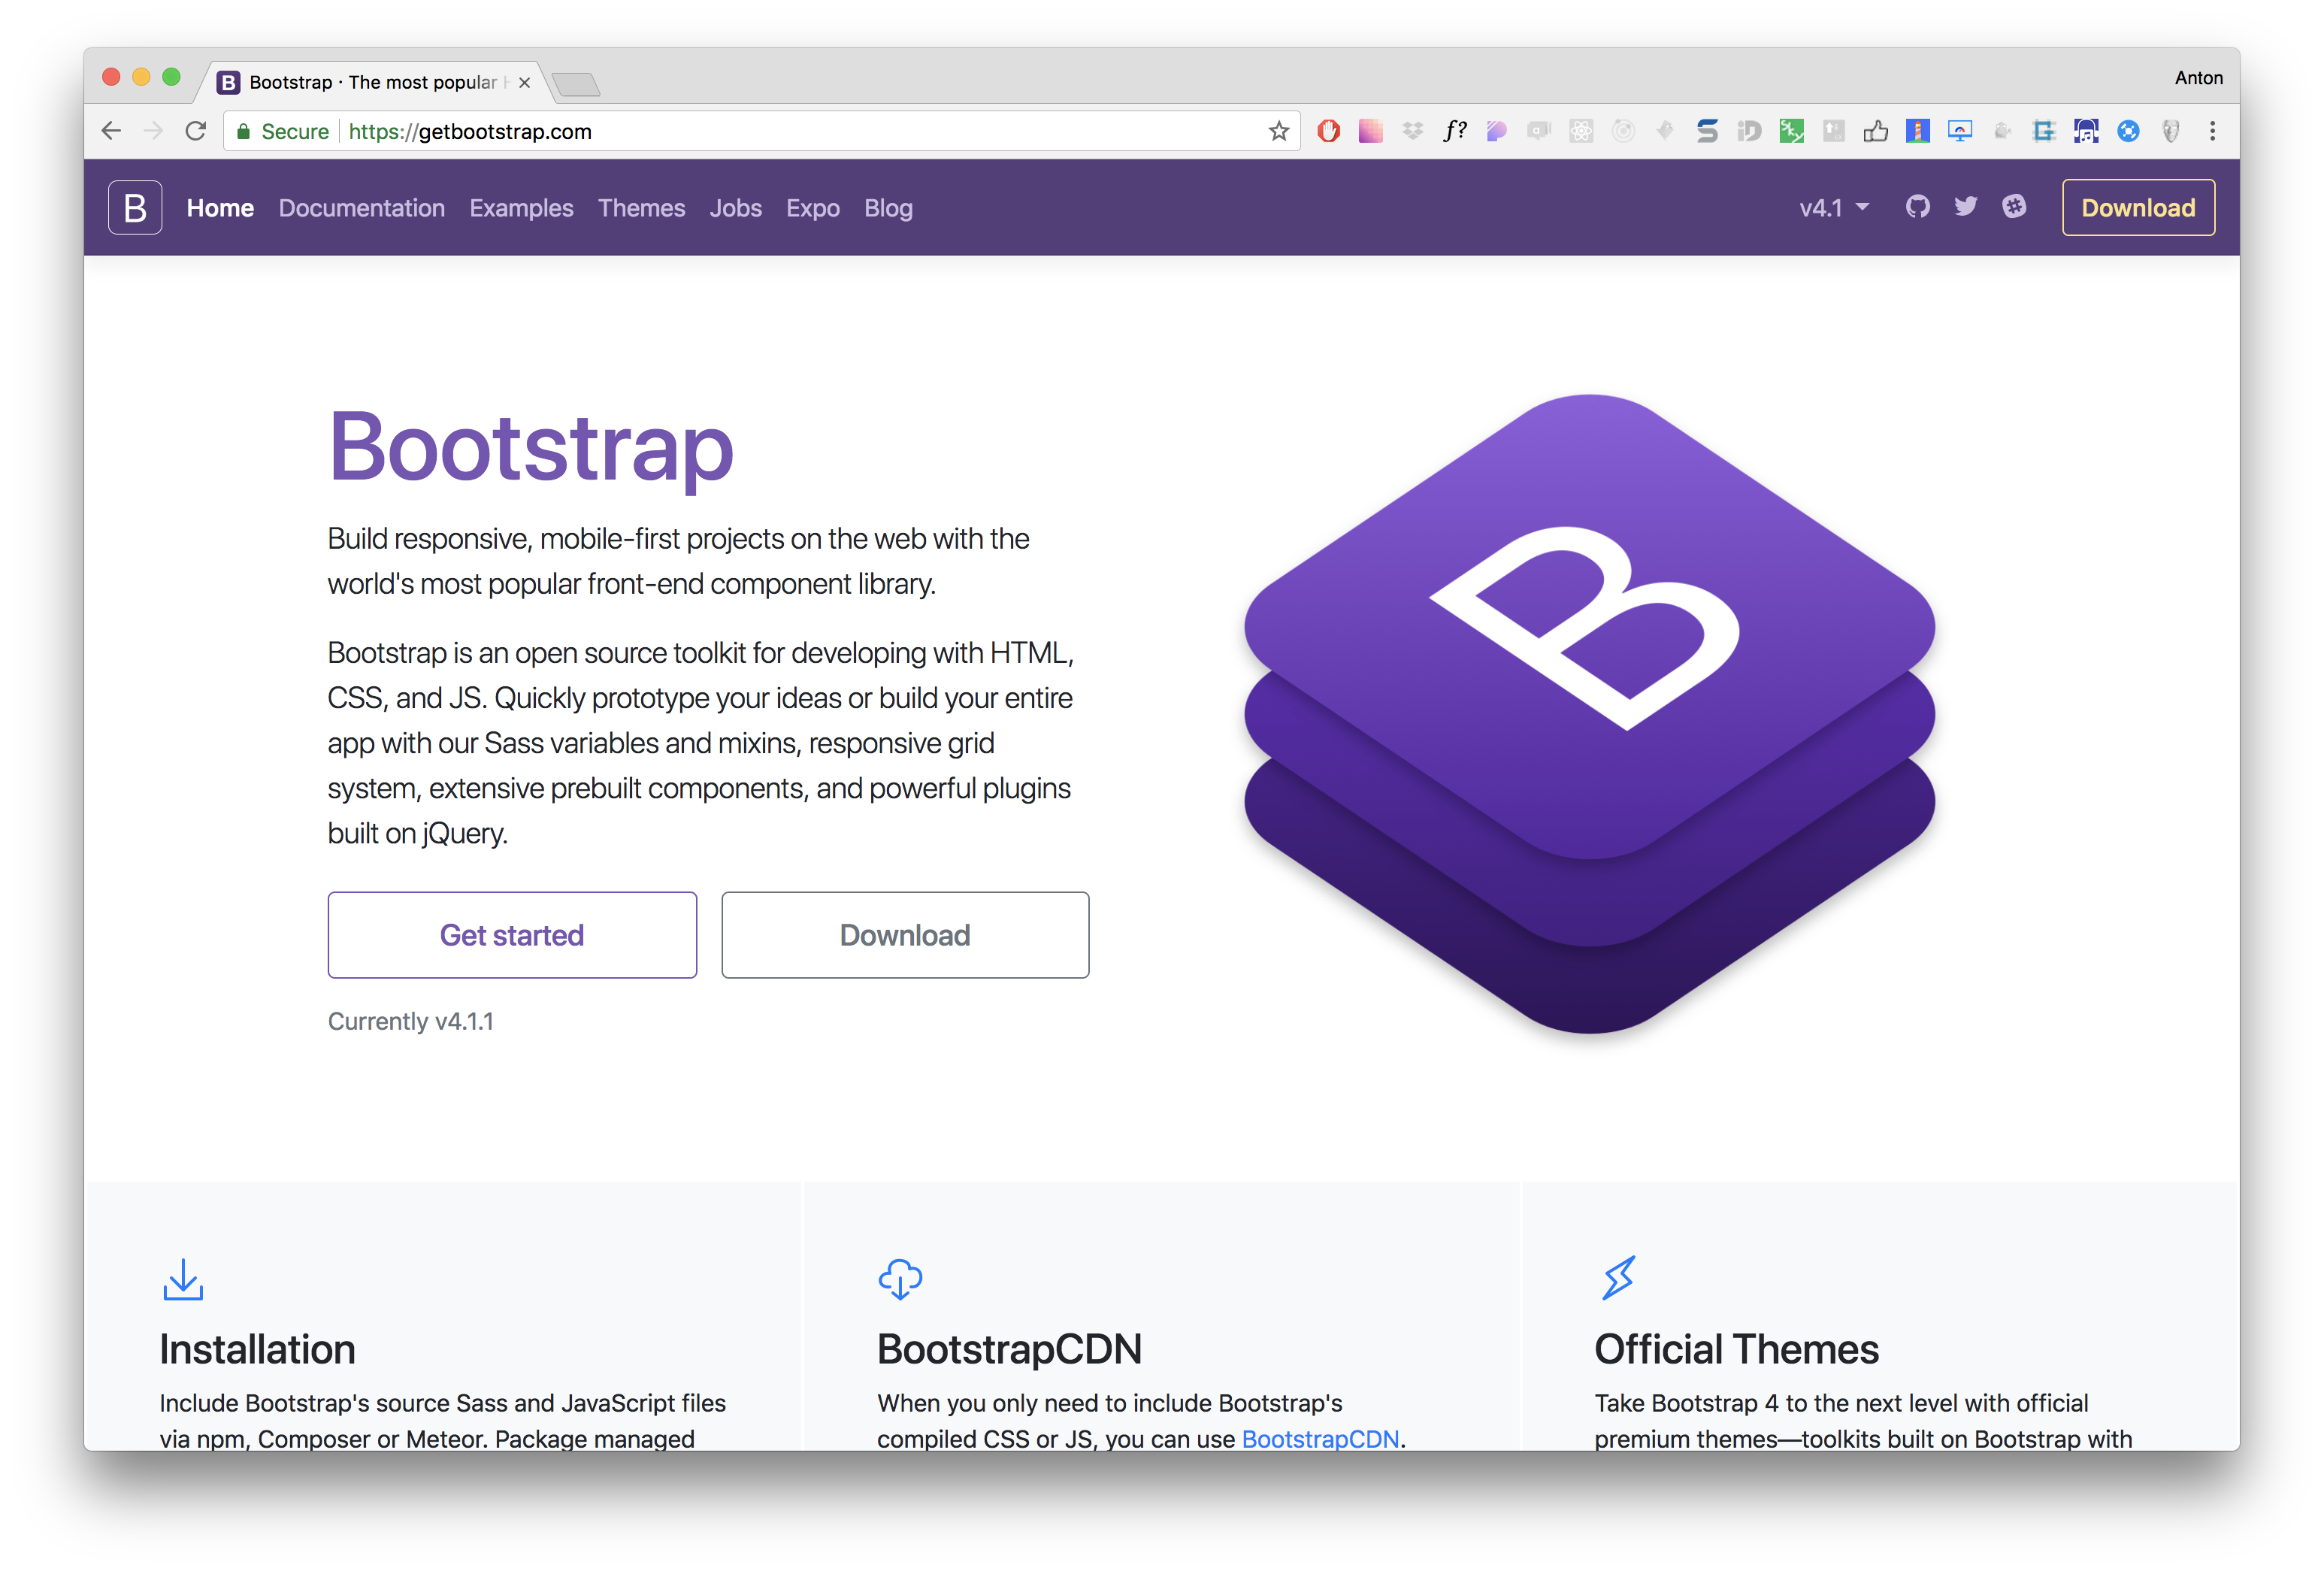 Bootstrap · The most popular
Anton
Secure https://getbootstrap.com
f?
B Home Documentation Examples Themes Jobs Expo Blog v4.1 Download
Bootstrap
Build responsive, mobile-first projects on the web with the
world's most popular front-end component library.
Bootstrap is an open source toolkit for developing with HTML,
CSS, and JS. Quickly prototype your ideas or build your entire
app with our Sass variables and mixins, responsive grid
system, extensive prebuilt components, and powerful plugins
built on jQuery.
Get started Download
Currently v4.1.1
B
Installation
Include Bootstrap's source Sass and JavaScript files
via npm, Composer or Meteor. Package managed
BootstrapCDN
When you only need to include Bootstrap's
compiled CSS or JS, you can use BootstrapCDN.
Official Themes
Take Bootstrap 4 to the next level with official
premium themes—toolkits built on Bootstrap with